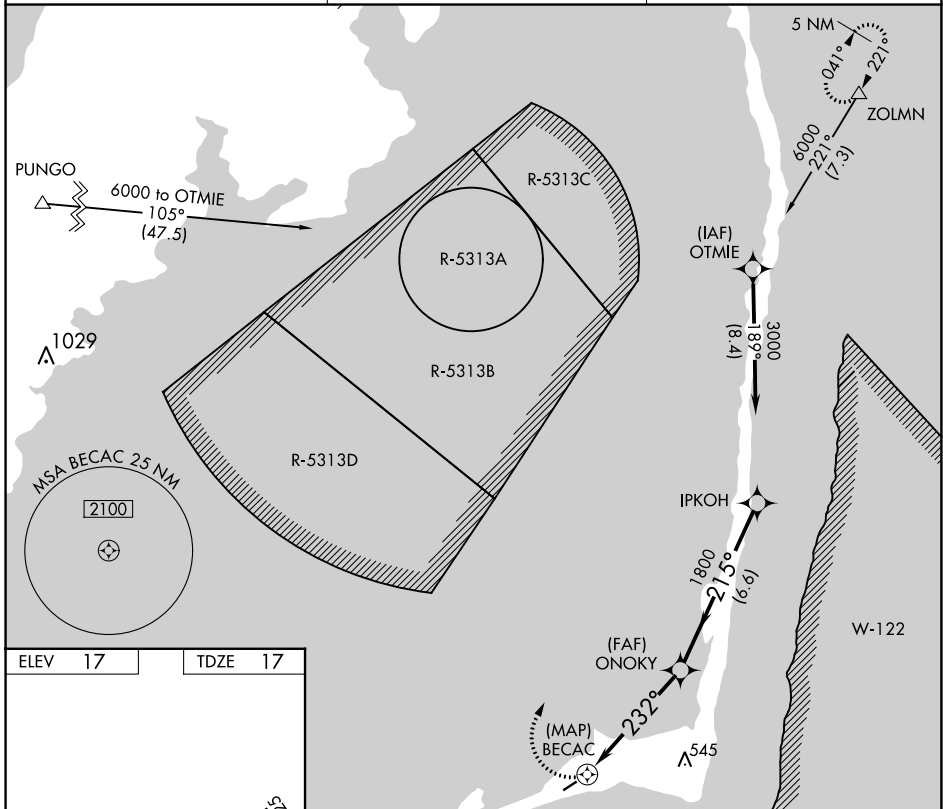 5 NM
041°
221°
ZOLMN
6000
221°
(7.3)
PUNGO
6000 to OTMIE
105°
(47.5)
R-5313C
R-5313A
(IAF)
OTMIE
3000
189°
(8.4)
1029
R-5313B
R-5313D
MSA BECAC 25 NM
2100
IPKOH
1800
215°
(6.6)
W-122
(FAF)
ONOKY
ELEV 17
TDZE 17
232°
(MAP)
BECAC
545